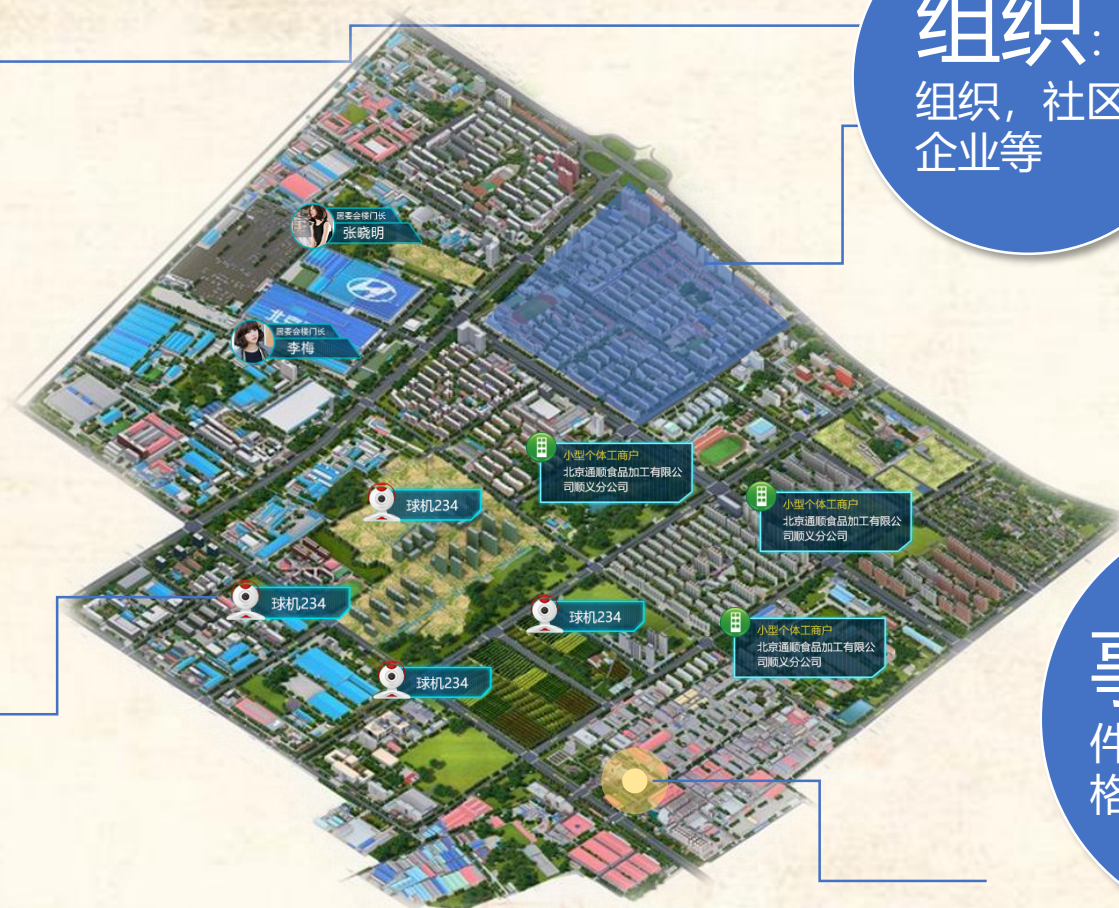 组织:
组织，社区
企业等
居委会楼门长
张晓明
北京
居委会楼门长
李梅
小型个体工商户
北京通顺食品加工有限公
司顺义分公司
球机234
小型个体工商户
北京通顺食品加工有限公
司顺义分公司
球机234
球机234
小型个体工商户
北京通顺食品加工有限公
司顺义分公司
球机234
件
格